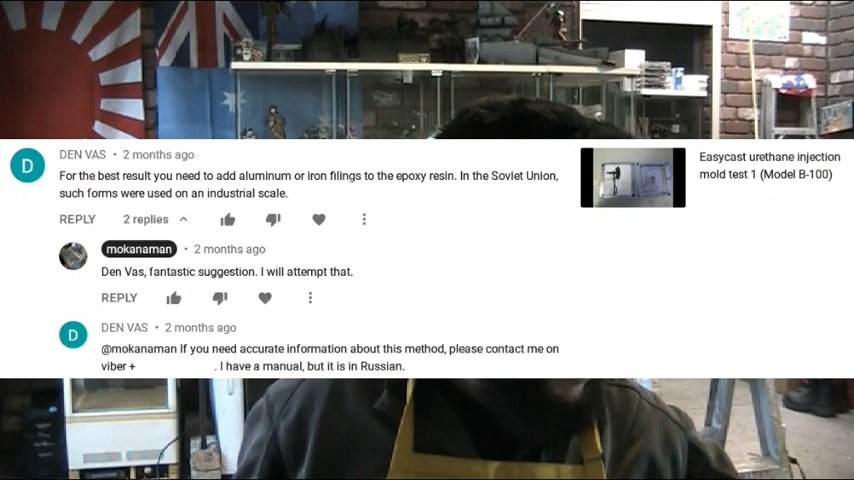 DEN VAS • 2 months ago
For the best result you need to add aluminum or iron filings to the epoxy resin. In the Soviet Union,
such forms were used on an industrial scale.
REPLY 2 replies
mokanaman • 2 months ago
Den Vas, fantastic suggestion. I will attempt that.
REPLY
D DEN VAS • 2 months ago
@mokanaman If you need accurate information about this method, please contact me on
viber + . I have a manual, but it is in Russian.
D
Easycast urethane injection
mold test 1 (Model B-100)